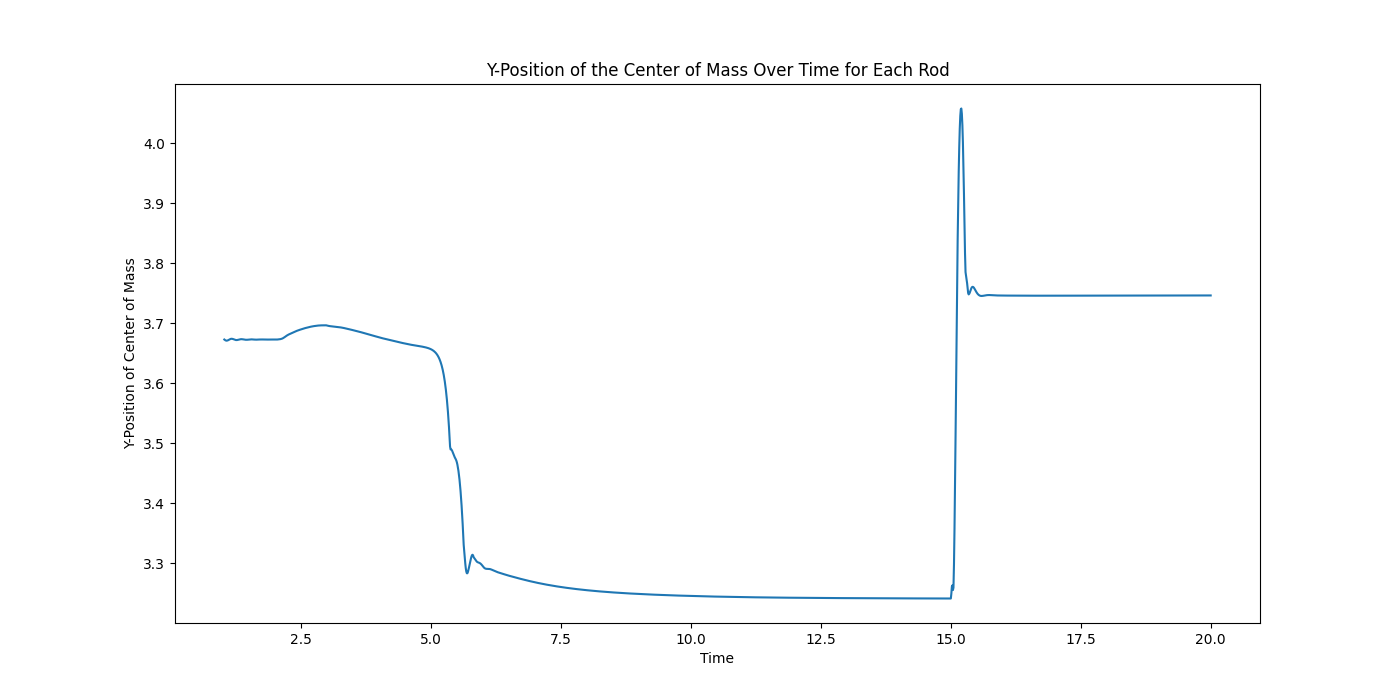 Y-Position of the Center of Mass Over Time for Each Rod
Y-Position of Center of Mass
4.0
3.9
3.8
3.7
3.6
3.5
3.4
3.3
2.5 5.0 7.5 10.0 12.5 15.0 17.5 20.0
Time